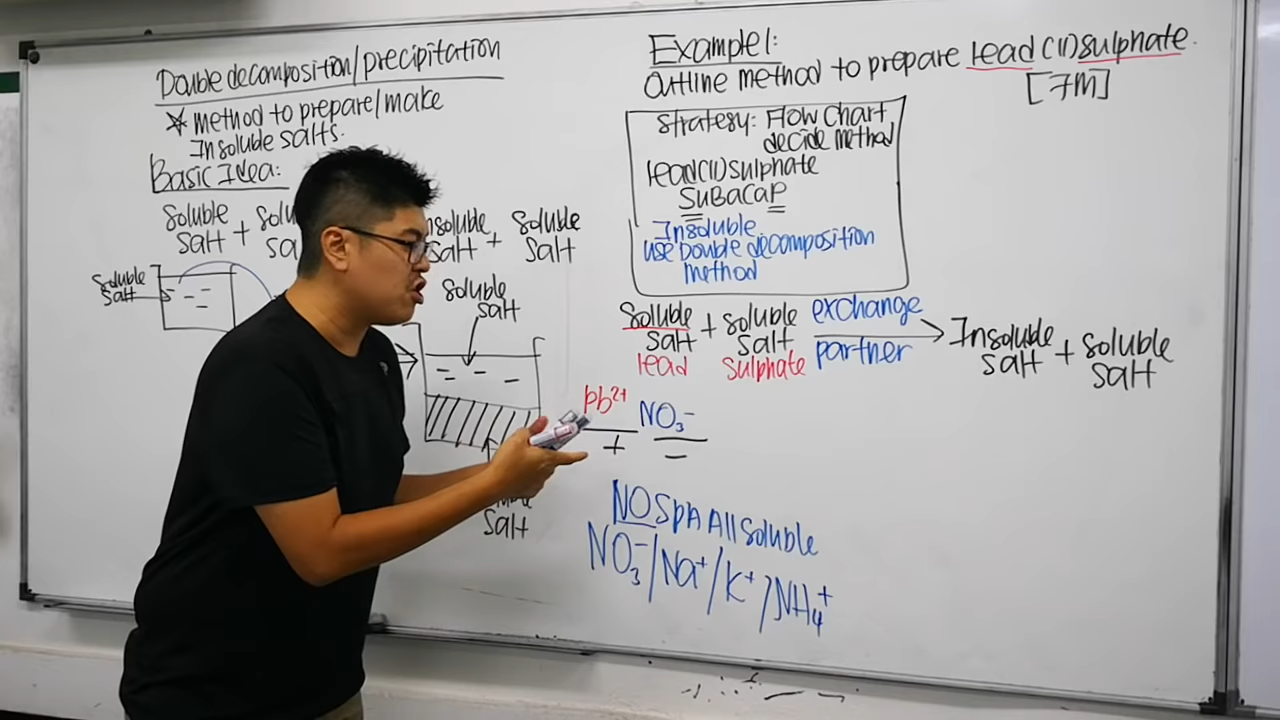 Double decomposition/precipitation
* method to prepare/make
Insoluble salts.
Basic Idea:
Soluble salt +
Insoluble salt + Soluble salt
Soluble salt
Soluble salt
salt
Example 1:
Outline method to prepare lead (II) sulphate.
[7M]
Strategy: Flow Chart
decide method
lead(II) sulphate
SUBACAP
Insoluble
use Double decomposition
method
Soluble salt + Soluble salt
exchange
partner
Insoluble salt + Soluble salt
lead
sulphate
Pb²⁺ NO₃⁻
+ −
NOSPA All Soluble
NO₃⁻/Na⁺/K⁺/NH₄⁺